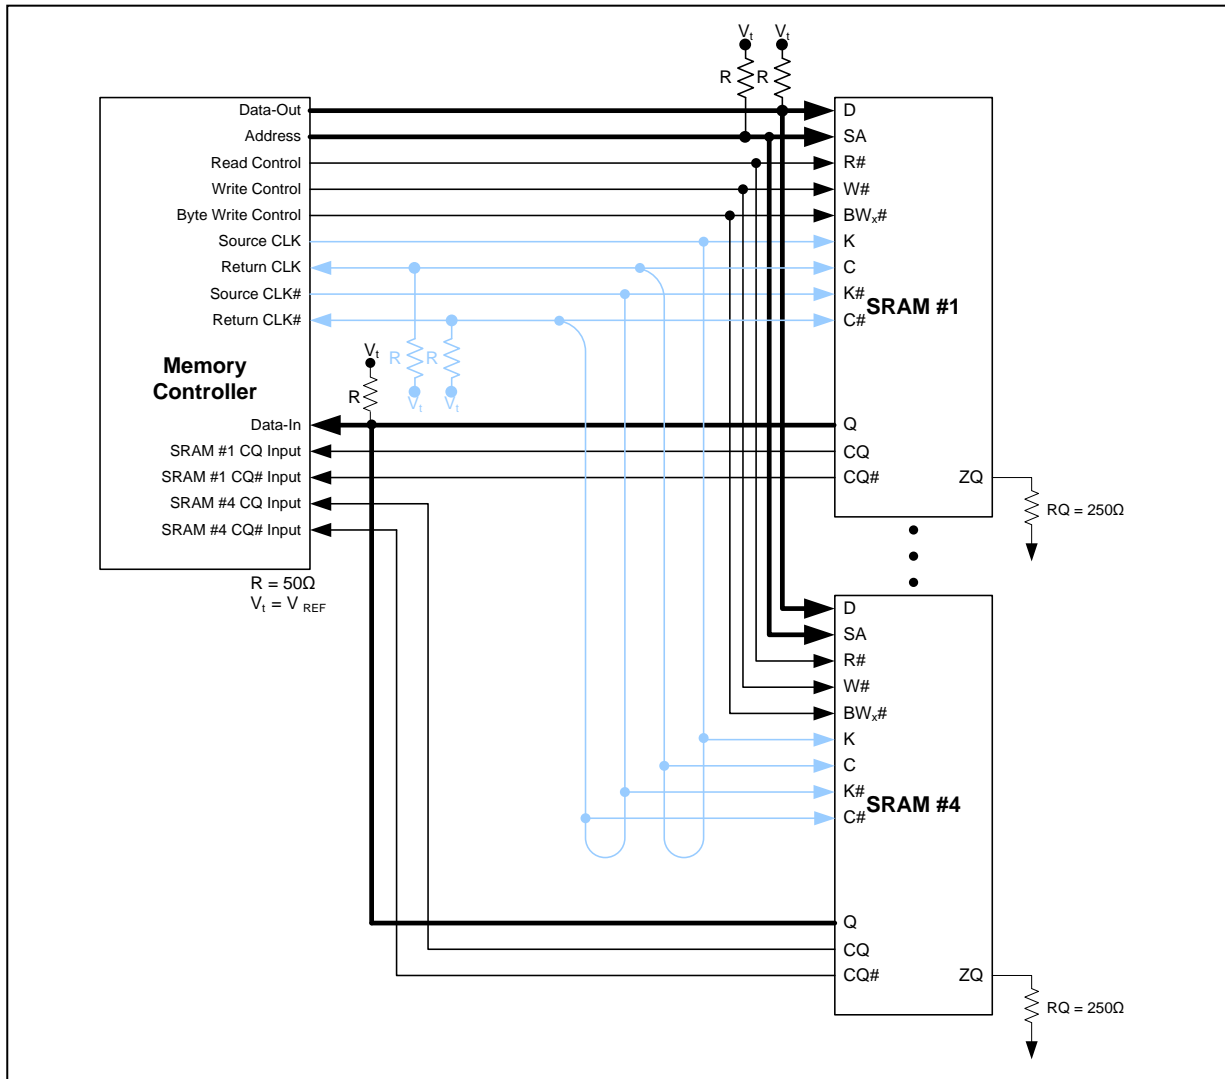 Vt
Vt
R
R
Data-Out
Address
Read Control
Write Control
Byte Write Control
Source CLK
Return CLK
Source CLK#
Return CLK#
Memory
Controller
Data-In
SRAM #1 CQ Input
SRAM #1 CQ# Input
SRAM #4 CQ Input
SRAM #4 CQ# Input
R = 50Ω
Vt = V REF
Vt
R
R
R
Vt
Vt
D
SA
R#
W#
BWx#
K
C
K#
C#
SRAM #1
Q
CQ
CQ#
ZQ
RQ = 250Ω
D
SA
R#
W#
BWx#
K
C
K#
C#
SRAM #4
Q
CQ
CQ#
ZQ
RQ = 250Ω